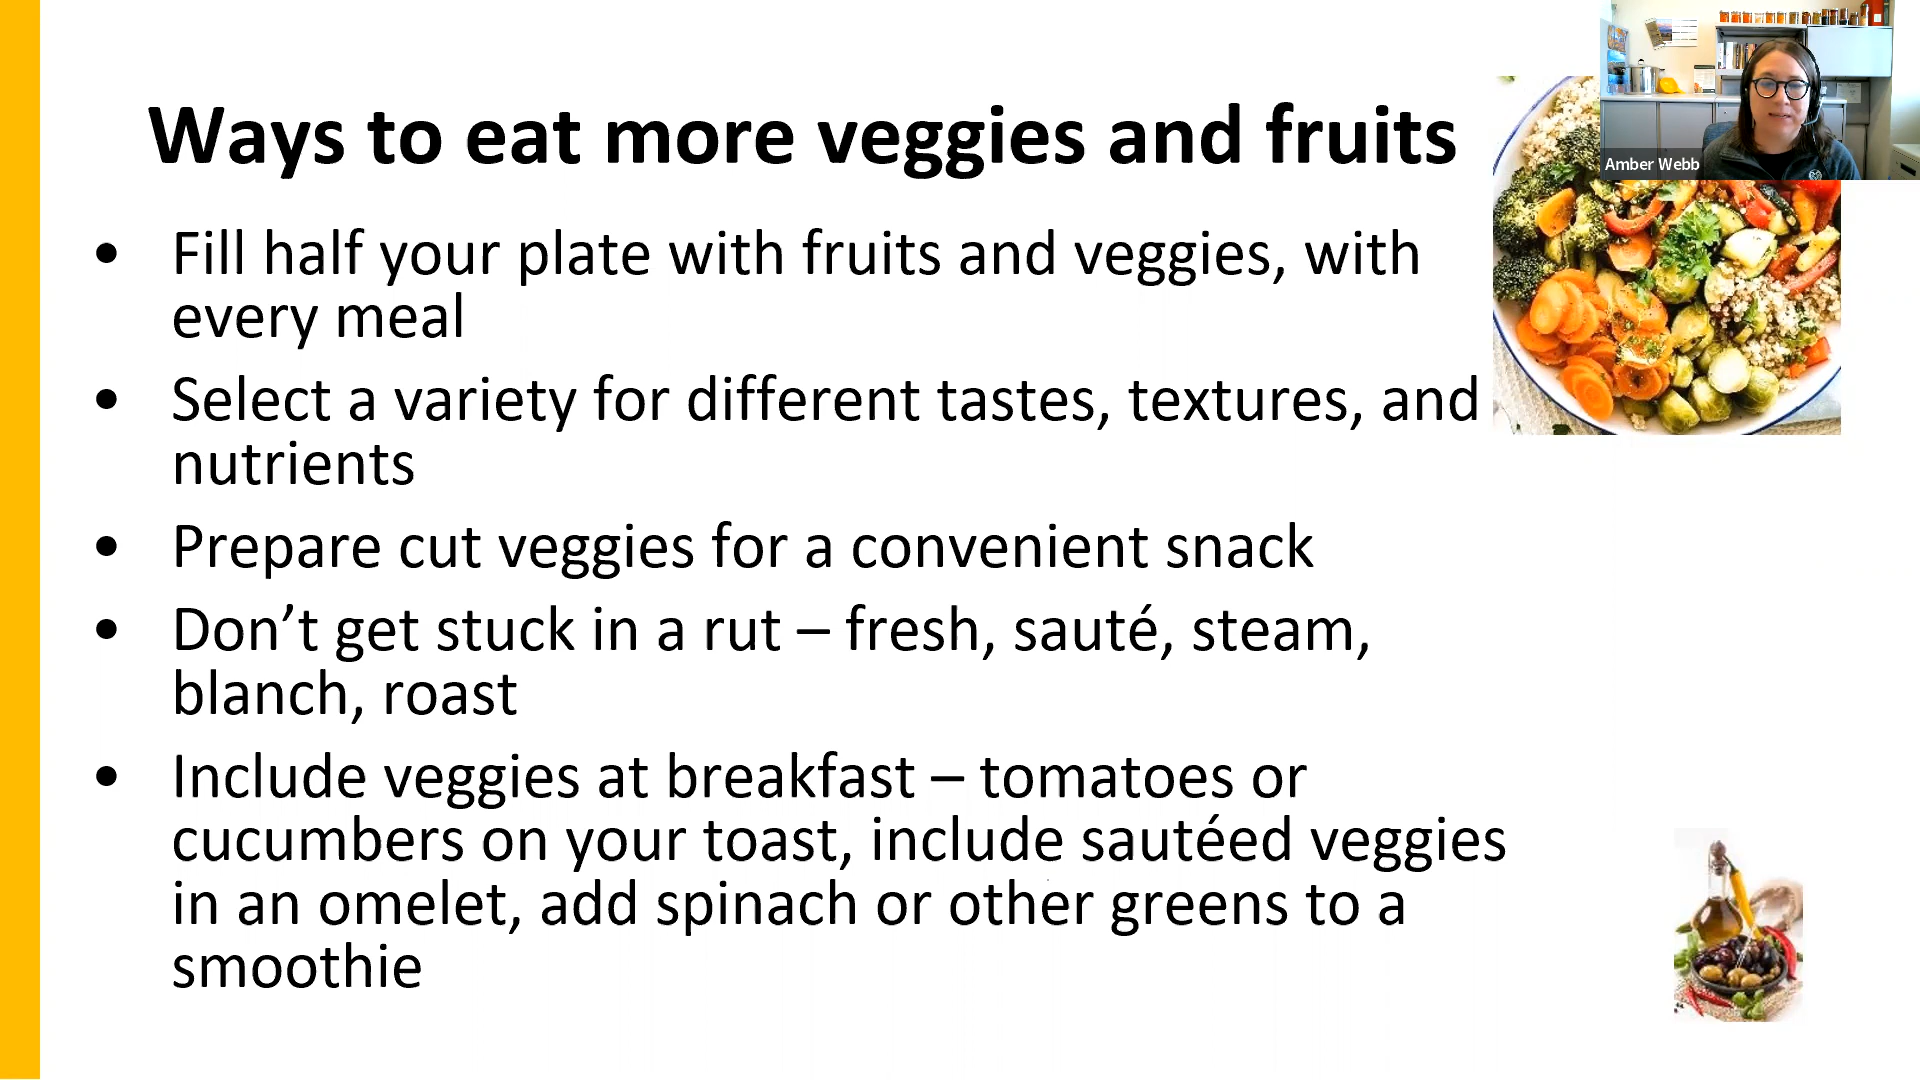 Ways to eat more veggies and fruits
Amber Webb
• Fill half your plate with fruits and veggies, with
every meal
• Select a variety for different tastes, textures, and
nutrients
• Prepare cut veggies for a convenient snack
• Don’t get stuck in a rut – fresh, sauté, steam,
blanch, roast
• Include veggies at breakfast – tomatoes or
cucumbers on your toast, include sautéed veggies
in an omelet, add spinach or other greens to a
smoothie